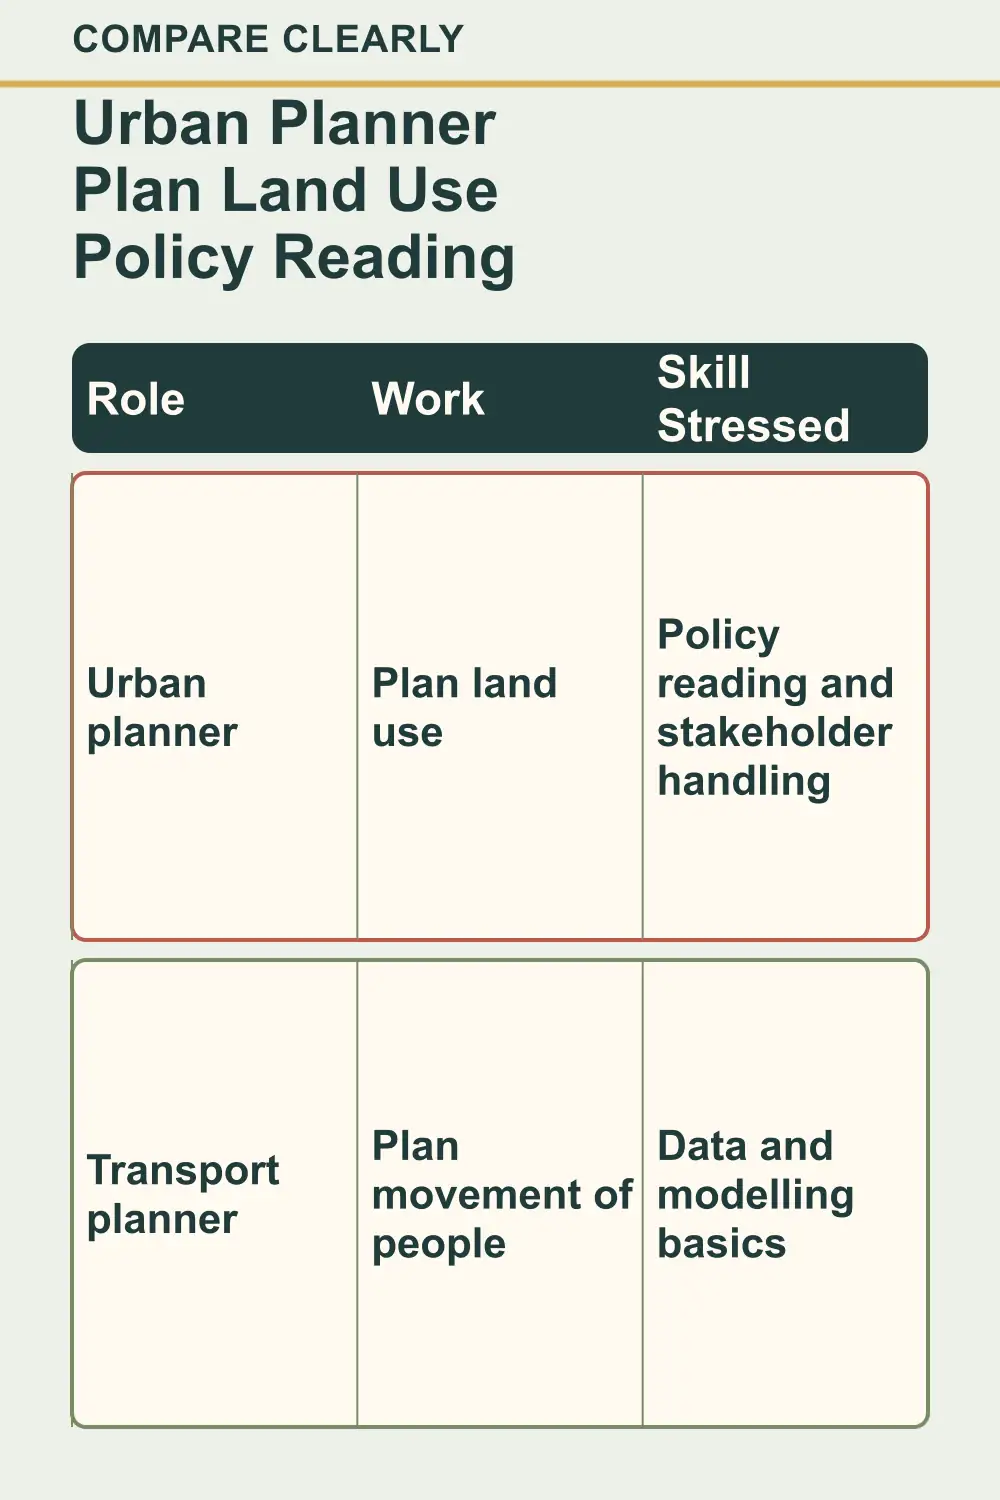 COMPARE CLEARLY
Urban Planner
Plan Land Use
Policy Reading
Role
Work
Skill
Stressed
Urban
planner
Plan land
use
Policy
reading and
stakeholder
handling
Transport
planner
Plan
movement of
people
Data and
modelling
basics